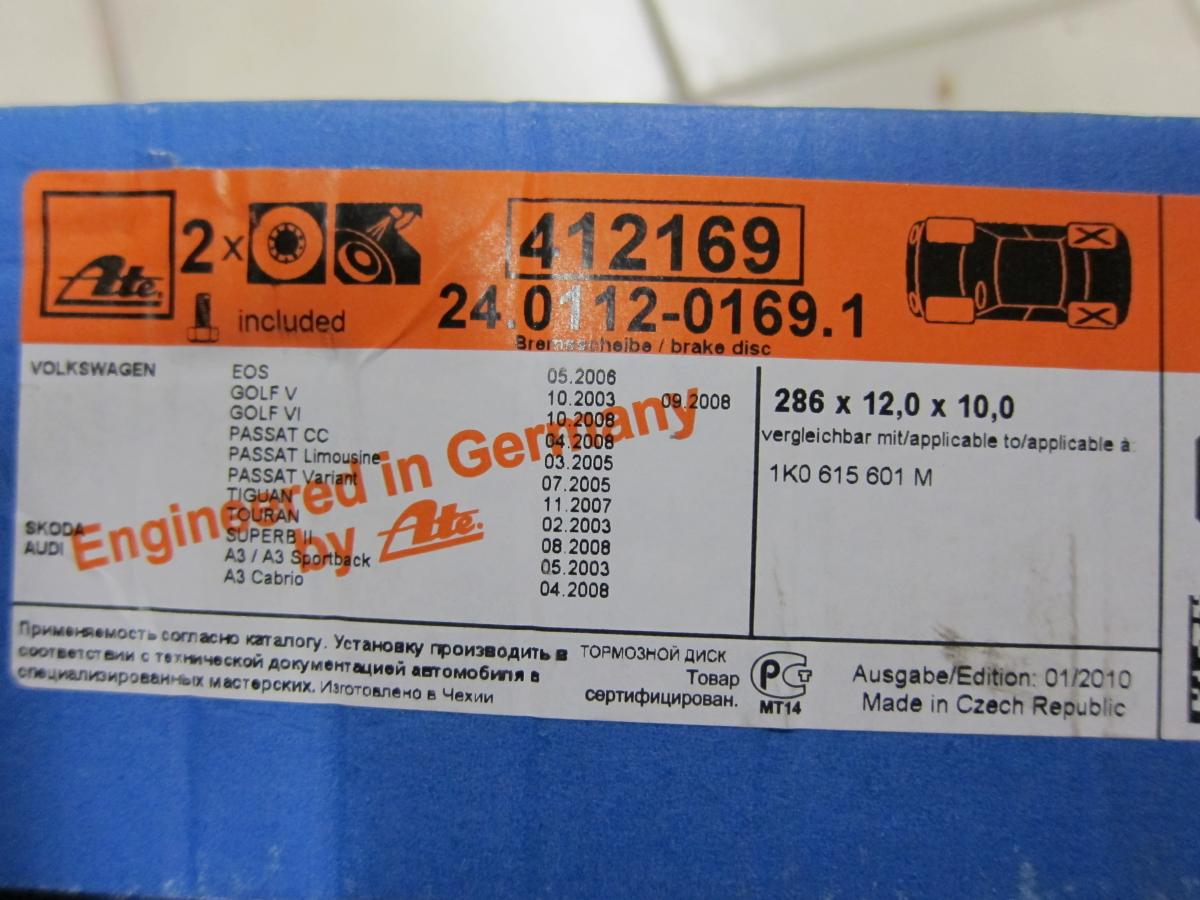 Ate
2 x
412169
included
24.0112-0169.1
Bremsscheibe / brake disc
VOLKSWAGEN EOS 05.2006
GOLF V 10.2003 09.2008
GOLF VI 10.2008
PASSAT CC 04.2008
PASSAT Limousine 03.2005
PASSAT Variant 07.2005
TIGUAN 11.2007
TOURAN 02.2003
SKODA SUPERB II 08.2008
AUDI A3 / A3 Sportback 05.2003
A3 Cabrio 04.2008
Engineered in Germany
by Ate.
286 x 12,0 x 10,0
vergleichbar mit/applicable to/applicable à:
1K0 615 601 M
Применяемость согласно каталогу. Установку производить в
соответствии с технической документацией автомобиля в
специализированных мастерских. Изготовлено в Чехии
ТОРМОЗНОЙ ДИСК
Товар
сертифицирован.
РСТ
МТ14
Ausgabe/Edition: 01/2010
Made in Czech Republic